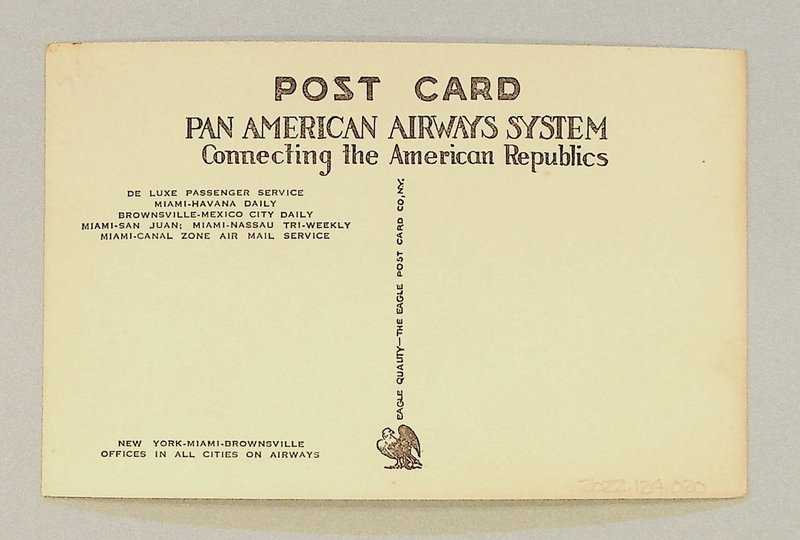 POST CARD
PAN AMERICAN AIRWAYS SYSTEM
Connecting the American Republics
DE LUXE PASSENGER SERVICE
MIAMI-HAVANA DAILY
BROWNSVILLE-MEXICO CITY DAILY
MIAMI-SAN JUAN; MIAMI-NASSAU TRI-WEEKLY
MIAMI-CANAL ZONE AIR MAIL SERVICE
EAGLE QUALITY—THE EAGLE POST CARD CO., N.Y.
NEW YORK-MIAMI-BROWNSVILLE
OFFICES IN ALL CITIES ON AIRWAYS
2022.124.020